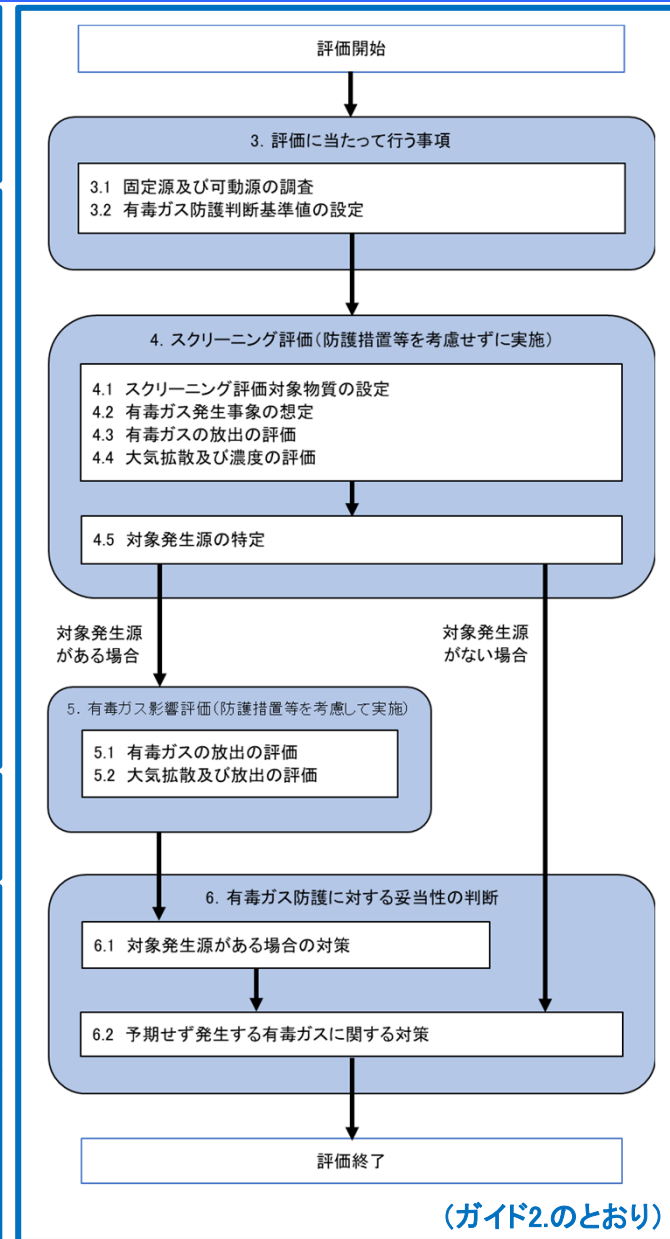 評価開始
3. 評価に当たって行う事項
3.1 固定源及び可動源の調査
3.2 有毒ガス防護判断基準値の設定
4. スクリーニング評価(防護措置等を考慮せずに実施)
4.1 スクリーニング評価対象物質の設定
4.2 有毒ガス発生事象の想定
4.3 有毒ガスの放出の評価
4.4 大気拡散及び濃度の評価
4.5 対象発生源の特定
対象発生源
がある場合
対象発生源
がない場合
5. 有毒ガス影響評価(防護措置等を考慮して実施)
5.1 有毒ガスの放出の評価
5.2 大気拡散及び放出の評価
6. 有毒ガス防護に対する妥当性の判断
6.1 対象発生源がある場合の対策
6.2 予期せず発生する有毒ガスに関する対策
評価終了
(ガイド2.のとおり)